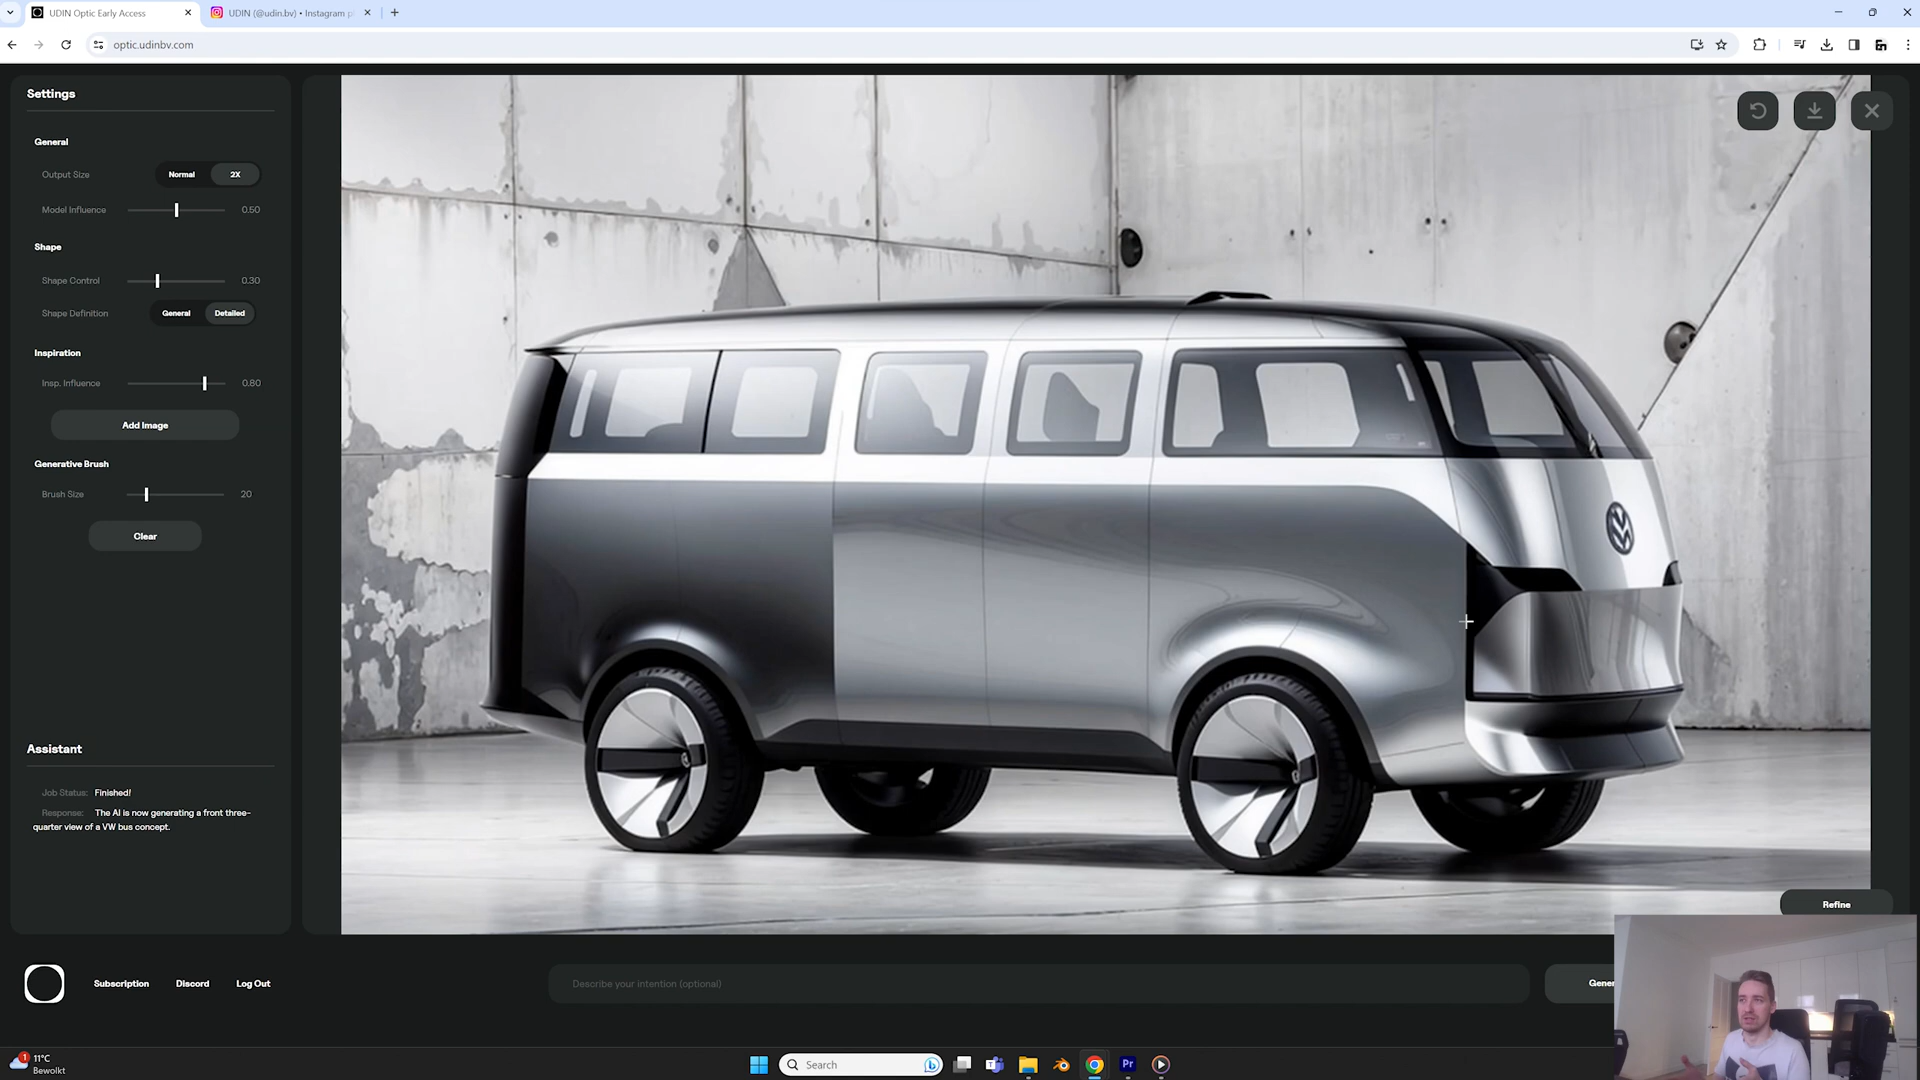 UDIN Optic Early Access
UDIN (@udin.bv) • Instagram p
optic.udinbv.com
Settings
General
Output Size
Normal
2X
Model Influence
0.50
Shape
Shape Control
0.30
Shape Definition
General
Detailed
Inspiration
Insp. Influence
0.80
Add Image
Generative Brush
Brush Size
20
Clear
Assistant
Job Status: Finished!
Response: The AI is now generating a front three-
quarter view of a VW bus concept.
Refine
Subscription
Discord
Log Out
Describe your intention (optional)
Gener
1
11°C
Bewolkt
Search
Pr